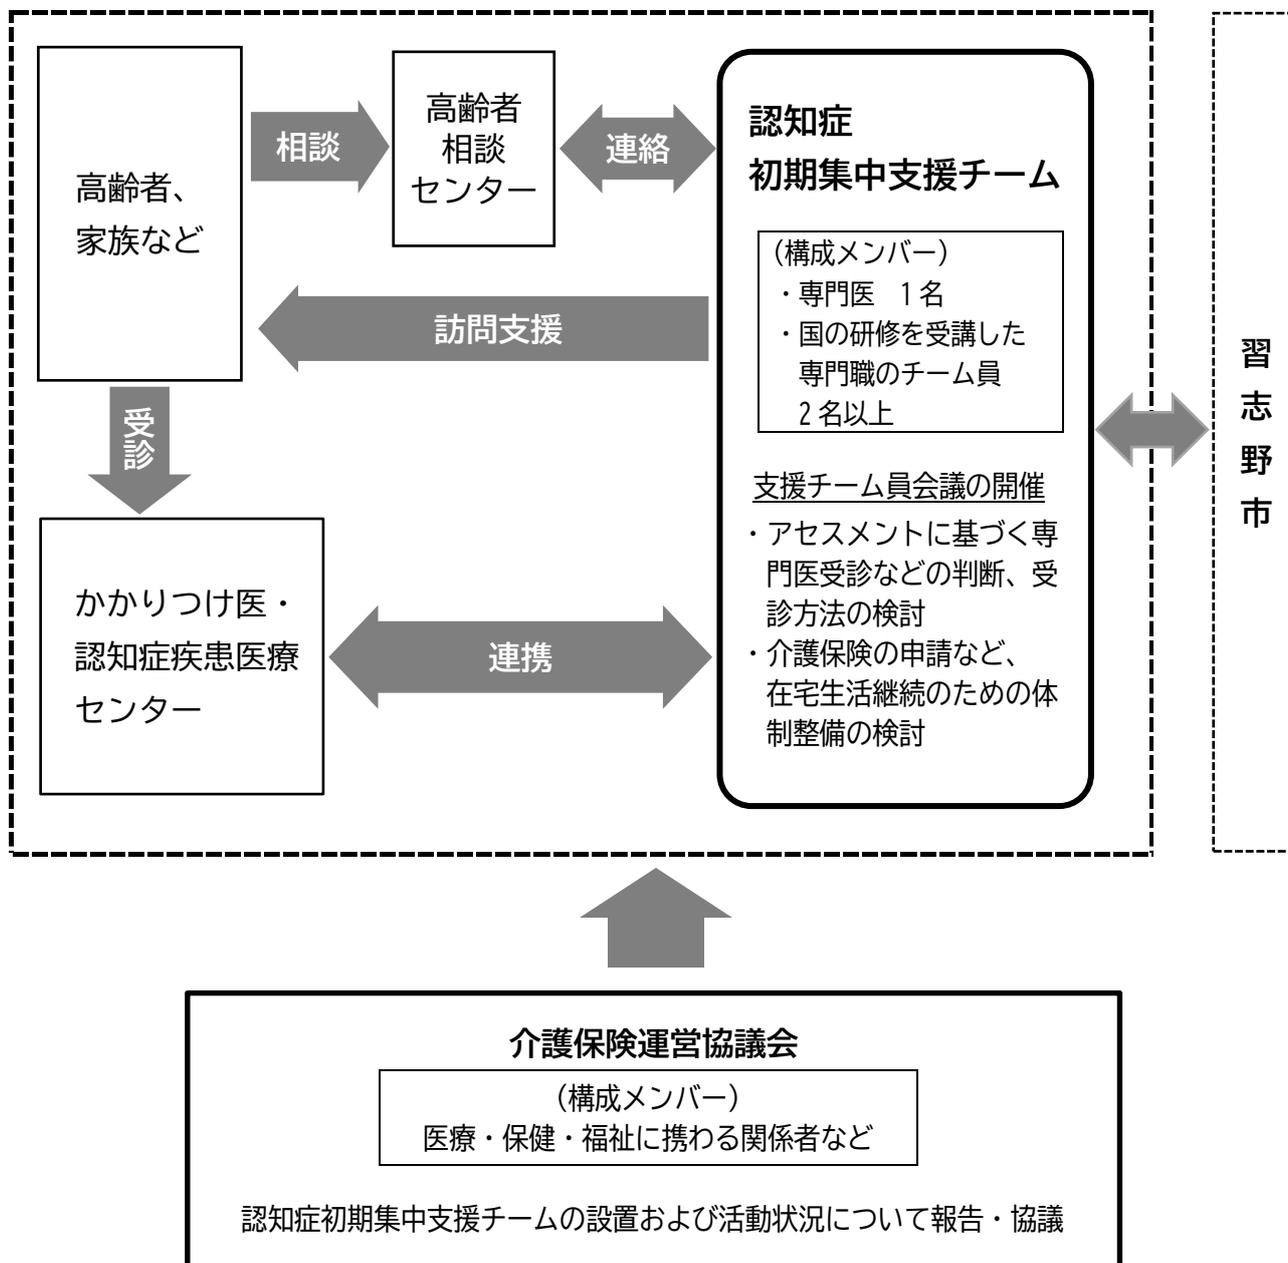 高齢者、
家族など
相談
高齢者
相談
センター
連絡
認知症
初期集中支援チーム
(構成メンバー)
・専門医　1名
・国の研修を受講した
専門職のチーム員
2名以上
支援チーム員会議の開催
・アセスメントに基づく専
門医受診などの判断、受
診方法の検討
・介護保険の申請など、
在宅生活継続のための体
制整備の検討
訪問支援
受診
かかりつけ医・
認知症疾患医療
センター
連携
習志野市
介護保険運営協議会
(構成メンバー)
医療・保健・福祉に携わる関係者など
認知症初期集中支援チームの設置および活動状況について報告・協議